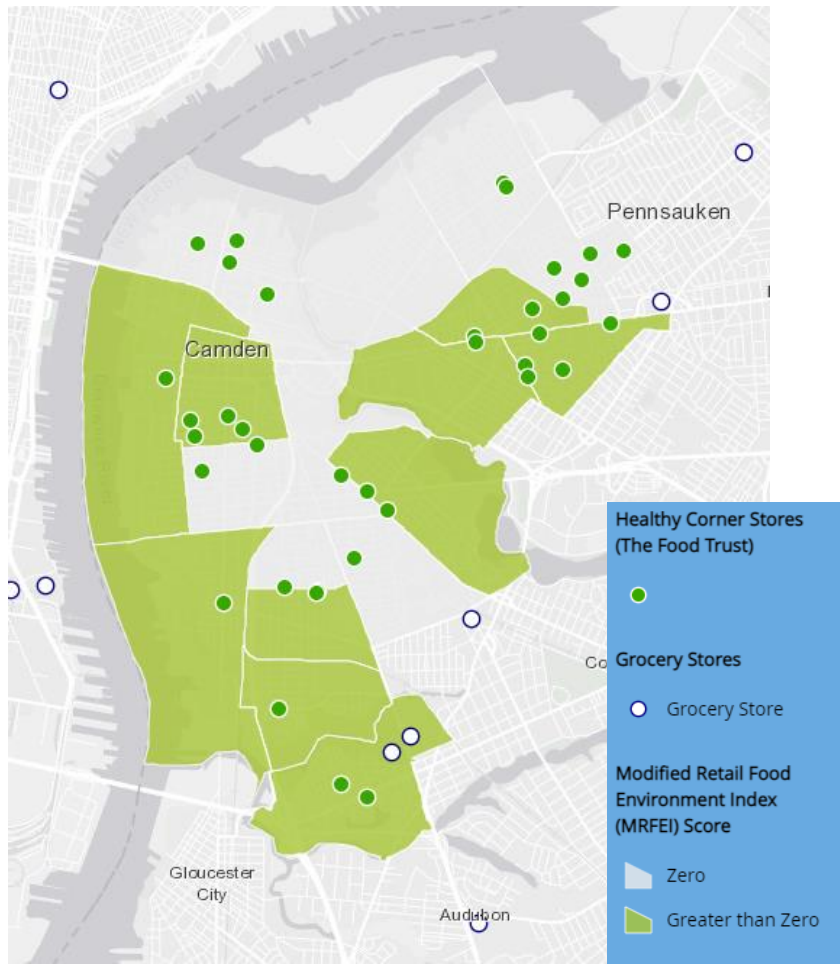 Pennsauken
Camden
Co
Gloucester
City
Audubon
Healthy Corner Stores
(The Food Trust)
Grocery Stores
Grocery Store
Modified Retail Food
Environment Index
(MRFEI) Score
Zero
Greater than Zero